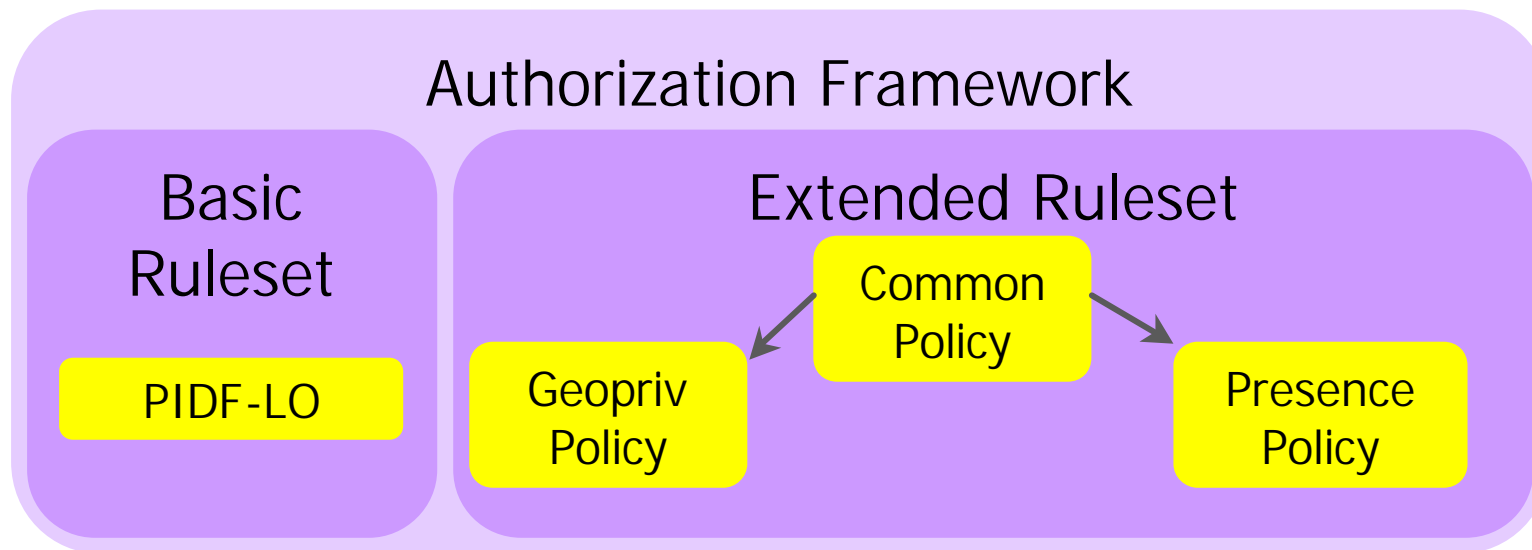 Authorization Framework
Basic
Ruleset
PIDF-LO
Extended Ruleset
Common
Policy
Geopriv
Policy
Presence
Policy